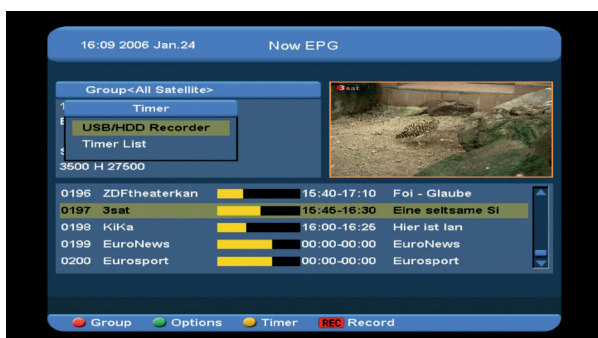 16:09 2006 Jan.24 Now EPG
Group<All Satellite>
3sat
Timer
USB/HDD Recorder
Timer List
3500 H 27500
0196 ZDFtheaterkan 15:40-17:10 Foi - Glaube
0197 3sat 15:45-16:30 Eine seltsame Si
0198 KiKa 16:00-16:25 Hier ist Ian
0199 EuroNews 00:00-00:00 EuroNews
0200 Eurosport 00:00-00:00 Eurosport
Group Options Timer REC Record